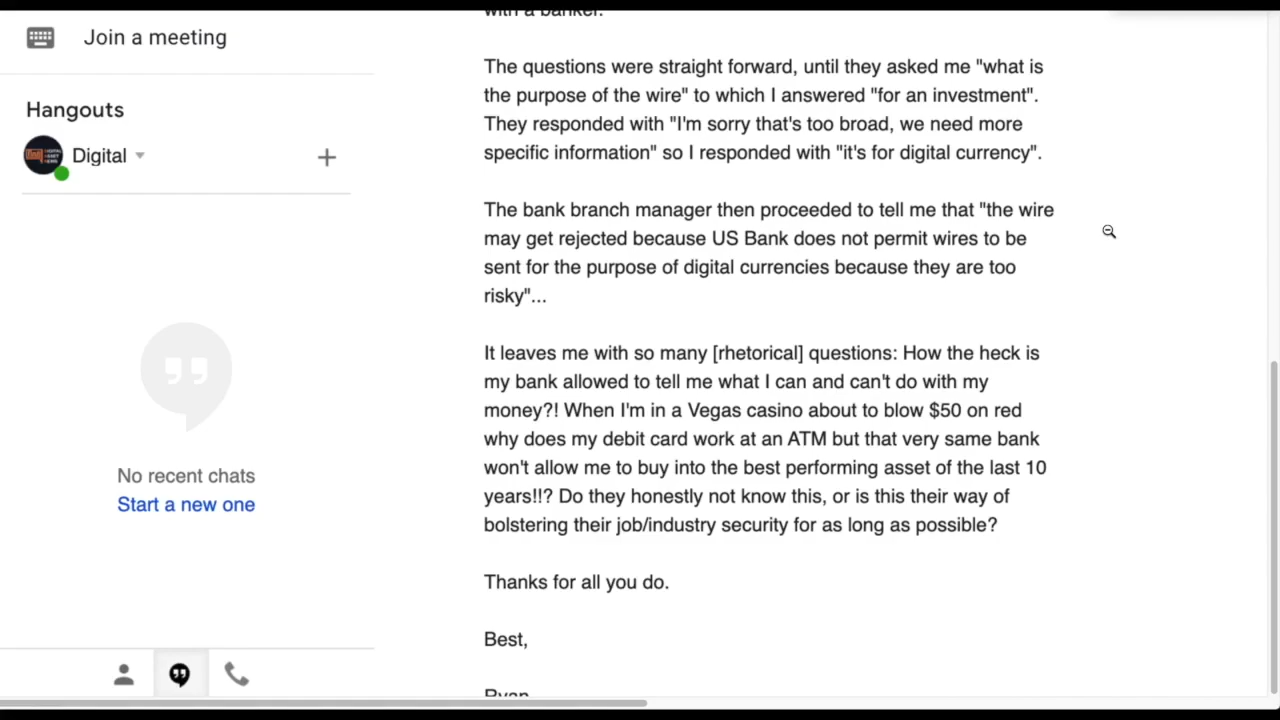 with a banker.
Join a meeting
The questions were straight forward, until they asked me "what is
the purpose of the wire" to which I answered "for an investment".
They responded with "I'm sorry that's too broad, we need more
specific information" so I responded with "it's for digital currency".
Hangouts
Digital
The bank branch manager then proceeded to tell me that "the wire
may get rejected because US Bank does not permit wires to be
sent for the purpose of digital currencies because they are too
risky"...
It leaves me with so many [rhetorical] questions: How the heck is
my bank allowed to tell me what I can and can't do with my
money?! When I'm in a Vegas casino about to blow $50 on red
why does my debit card work at an ATM but that very same bank
won't allow me to buy into the best performing asset of the last 10
years!!? Do they honestly not know this, or is this their way of
bolstering their job/industry security for as long as possible?
No recent chats
Start a new one
Thanks for all you do.
Best,
Ryan